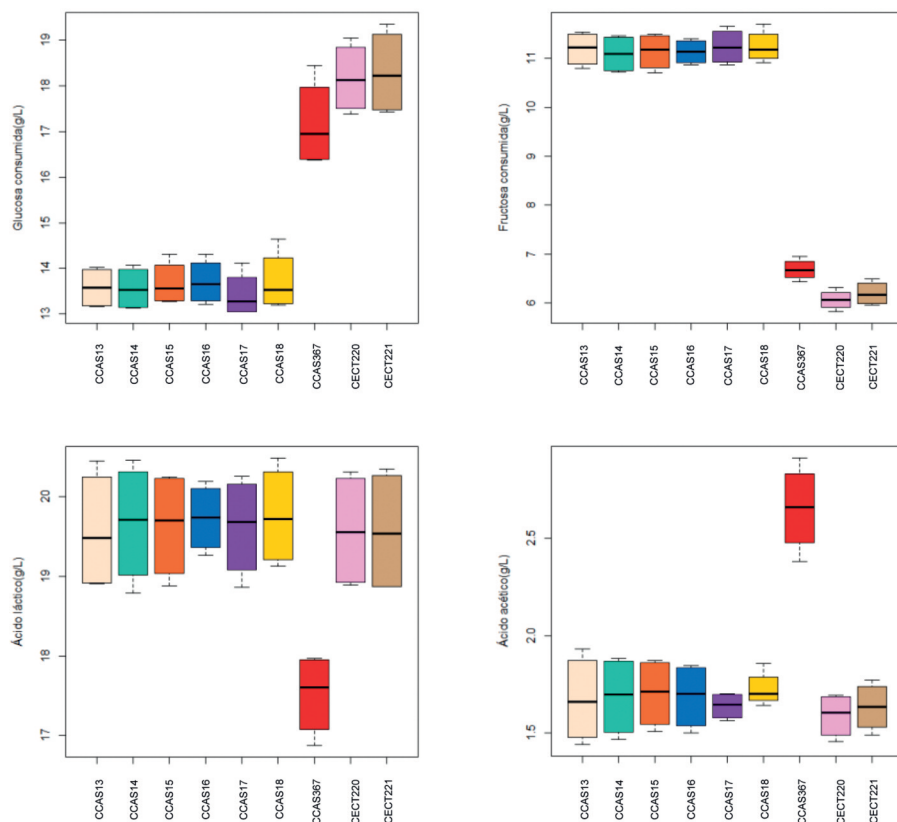 Glucosa consumida(g/L)
19
18
17
16
15
14
13
CCAS13
CCAS14
CCAS15
CCAS16
CCAS17
CCAS18
CCAS367
CECT220
CECT221
Fructosa consumida(g/L)
11
10
9
8
7
6
CCAS13
CCAS14
CCAS15
CCAS16
CCAS17
CCAS18
CCAS367
CECT220
CECT221
Ácido láctico(g/L)
20
19
18
17
CCAS13
CCAS14
CCAS15
CCAS16
CCAS17
CCAS18
CCAS367
CECT220
CECT221
Ácido acético(g/L)
2.5
2.0
1.5
CCAS13
CCAS14
CCAS15
CCAS16
CCAS17
CCAS18
CCAS367
CECT220
CECT221